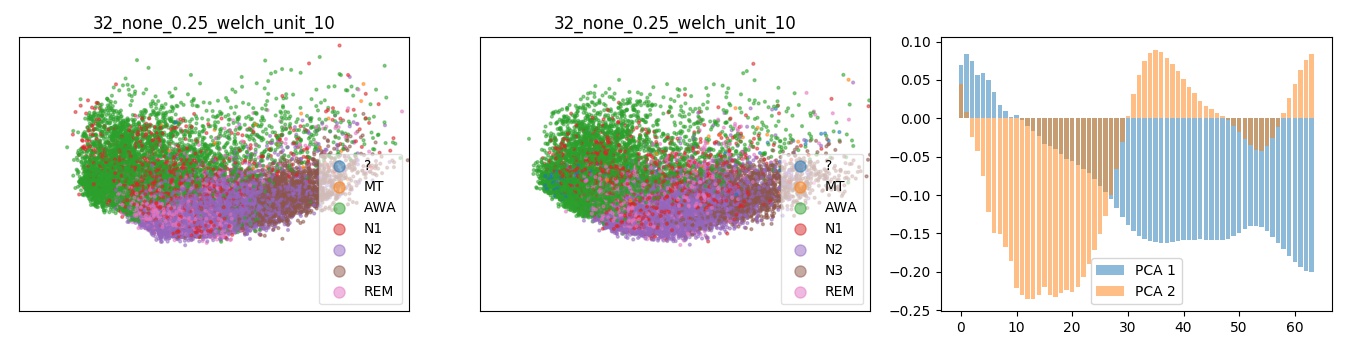 32_none_0.25_welch_unit_10
?
MT
AWA
N1
N2
N3
REM
32_none_0.25_welch_unit_10
?
MT
AWA
N1
N2
N3
REM
0.10
0.05
0.00
−0.05
−0.10
−0.15
−0.20
−0.25
PCA 1
PCA 2
0 10 20 30 40 50 60